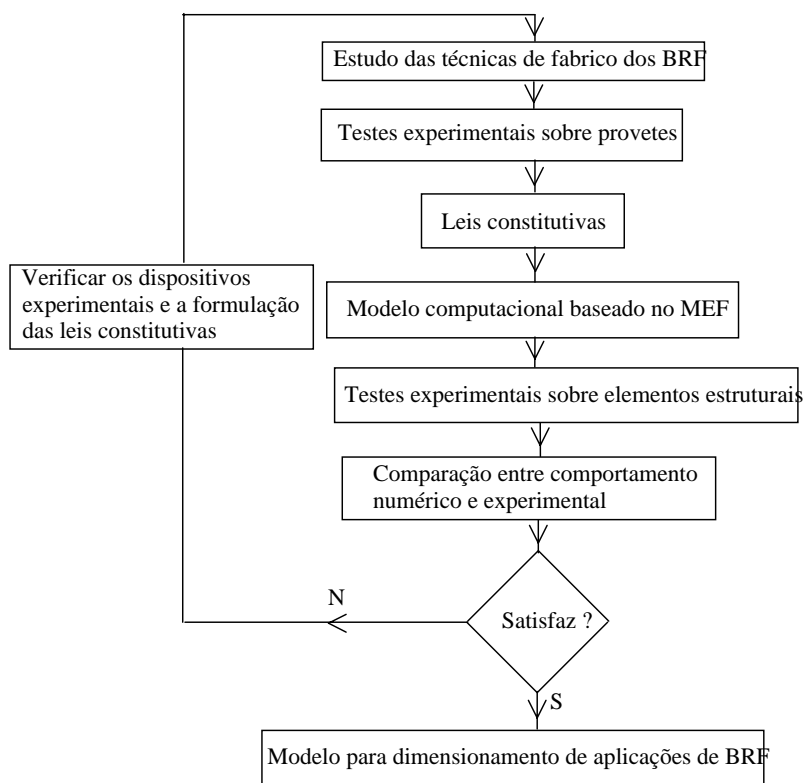 Estudo das técnicas de fabrico dos BRF
Testes experimentais sobre provetes
Leis constitutivas
Verificar os dispositivos
experimentais e a formulação
das leis constitutivas
Modelo computacional baseado no MEF
Testes experimentais sobre elementos estruturais
Comparação entre comportamento
numérico e experimental
N
Satisfaz ?
S
Modelo para dimensionamento de aplicações de BRF